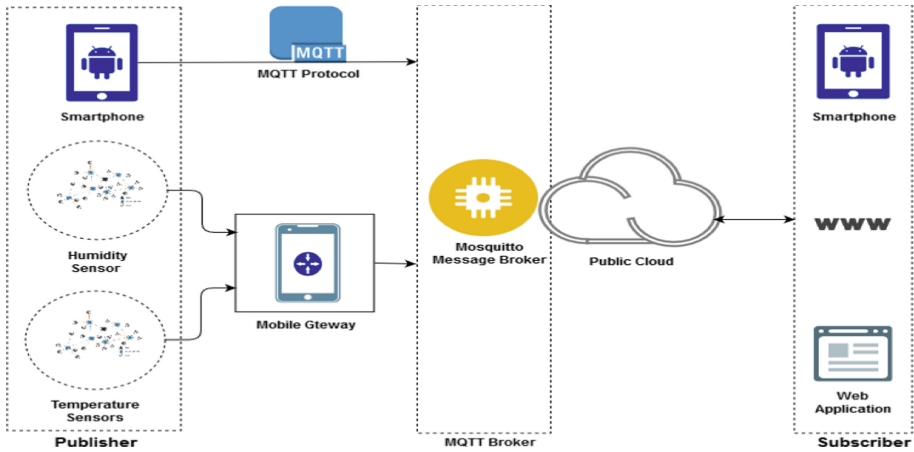 MQTT
MQTT Protocol
Smartphone
Humidity
Sensor
Temperature
Sensors
Publisher
Mobile Gteway
Mosquitto
Message Broker
MQTT Broker
Public Cloud
Smartphone
www
Web
Application
Subscriber